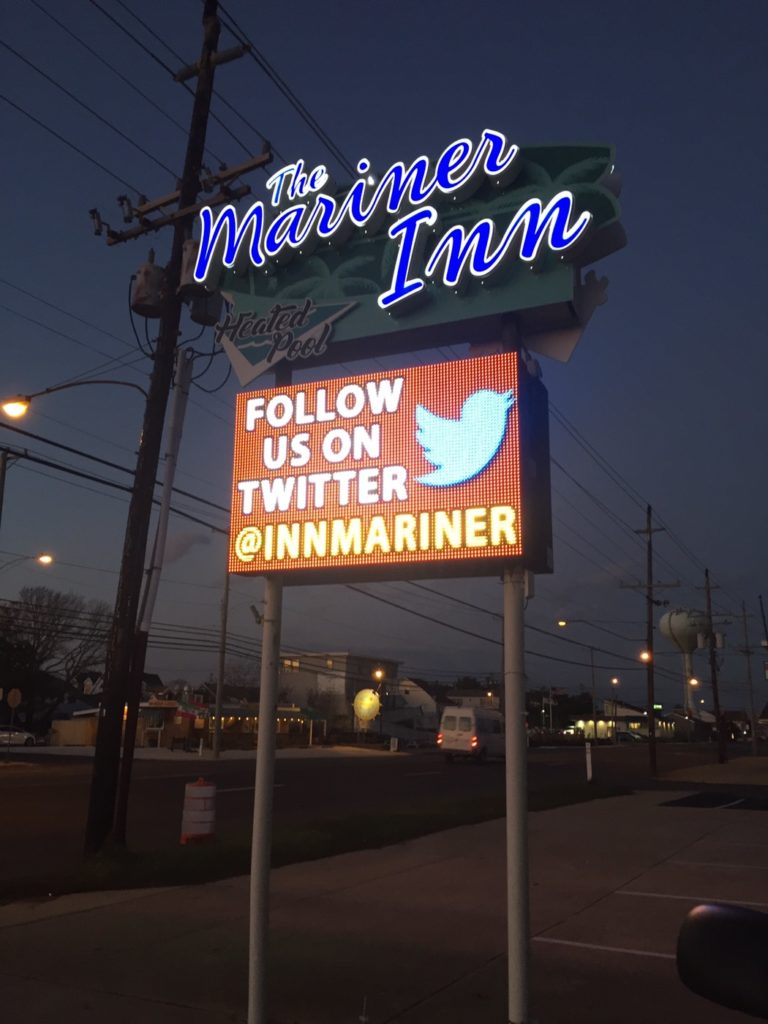 The
Mariner
Inn
Heated
Pool
FOLLOW
US ON
TWITTER
@INNMARINER